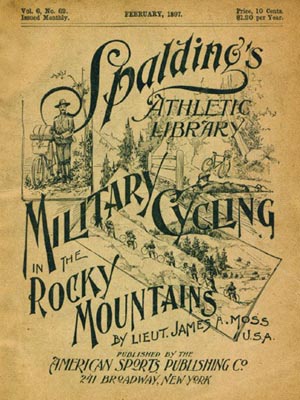 Vol. 6, No. 62. FEBRUARY, 1897. Price, 10 Cents.
Issued Monthly. $1.20 per Year.
Spalding's
ATHLETIC
LIBRARY
MILITARY CYCLING
IN THE
ROCKY
MOUNTAINS
BY LIEUT. JAMES A. MOSS
U.S.A.
PUBLISHED BY THE
AMERICAN SPORTS PUBLISHING CO
241 BROADWAY, NEW YORK